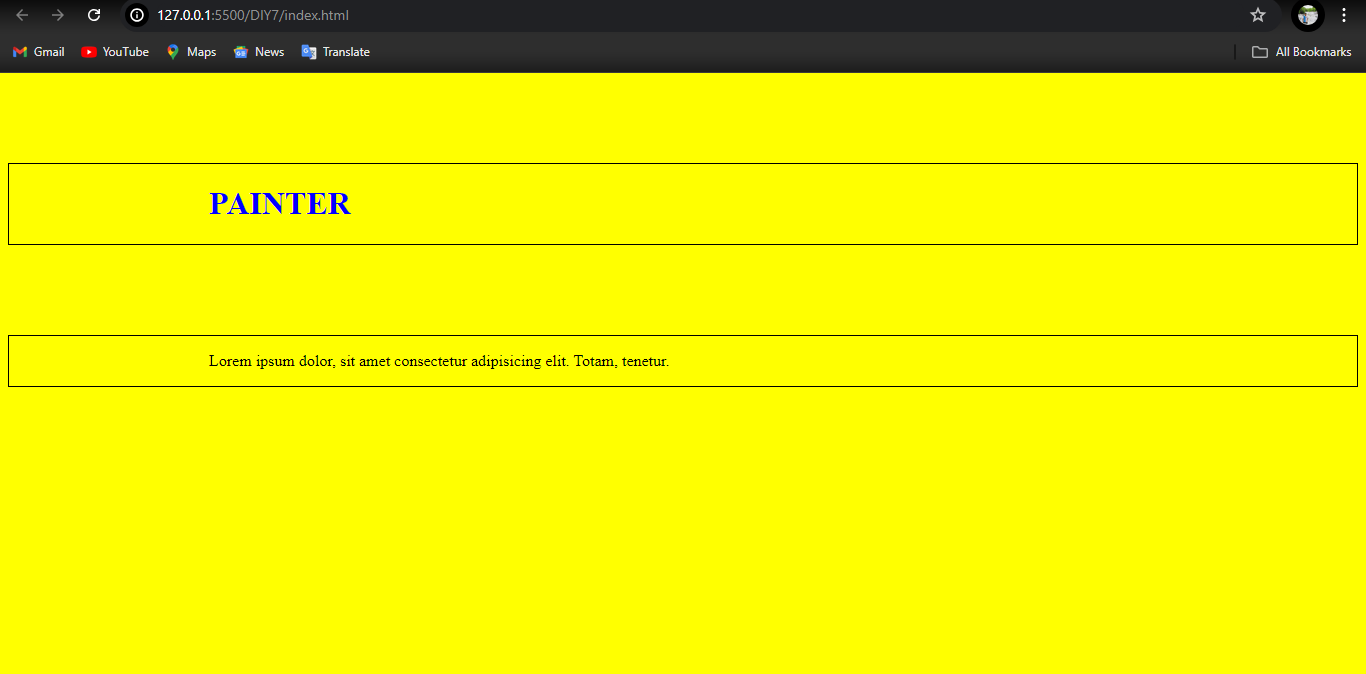 127.0.0.1:5500/DIY7/index.html
Gmail YouTube Maps News Translate All Bookmarks
PAINTER
Lorem ipsum dolor, sit amet consectetur adipisicing elit. Totam, tenetur.